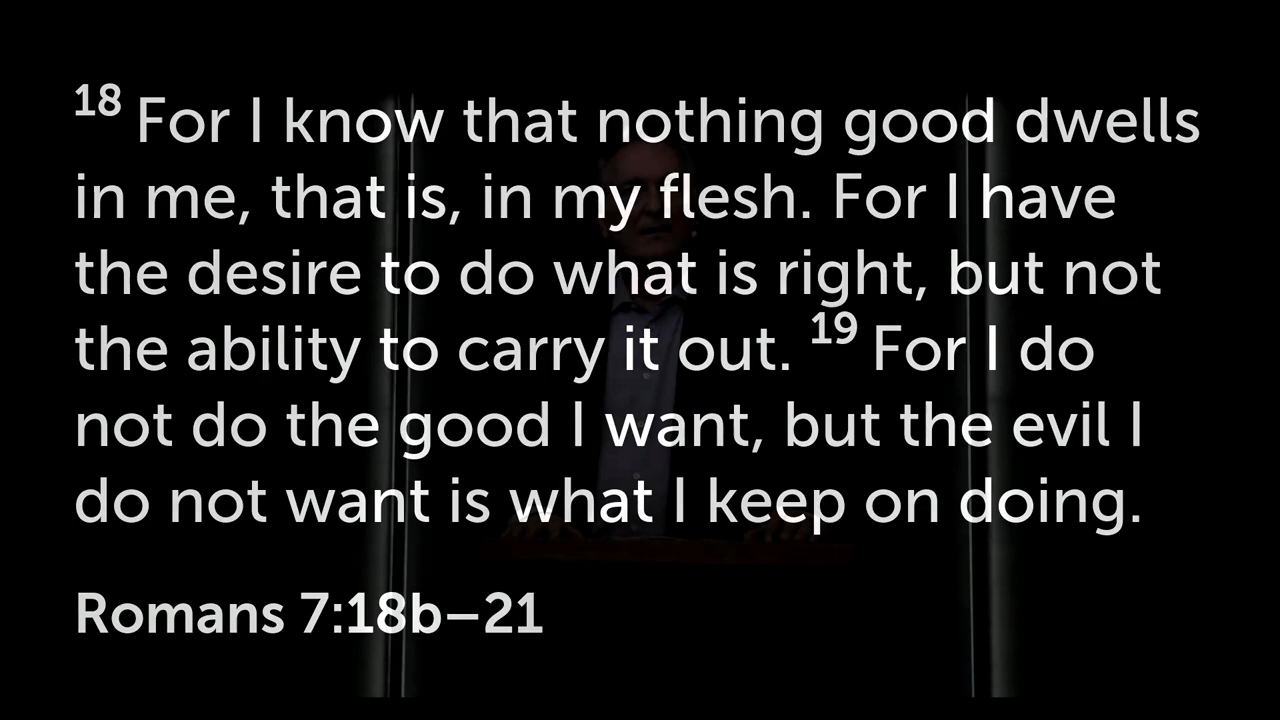 18 For I know that nothing good dwells
in me, that is, in my flesh. For I have
the desire to do what is right, but not
the ability to carry it out. 19 For I do
not do the good I want, but the evil I
do not want is what I keep on doing.
Romans 7:18b–21